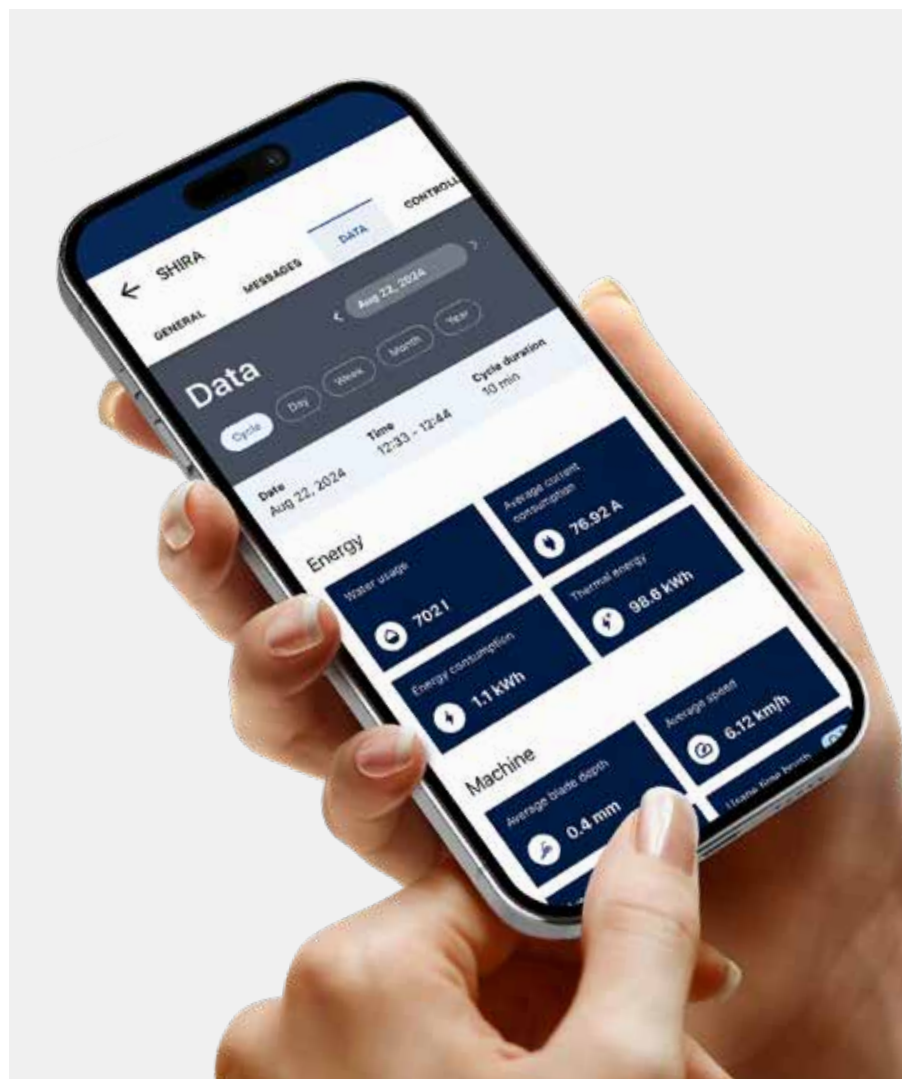 SHIRA
GENERAL
MESSAGES
DATA
CONTROLL
Data
Aug 22, 2024
Cycle
Day
Week
Month
Year
Date
Aug 22, 2024
Time
12:33 - 12:44
Cycle duration
10 min
Energy
Water usage
702 l
Average current
consumption
76.92 A
Energy consumption
1.1 kWh
Thermal energy
98.6 kWh
Machine
Average blade depth
0.4 mm
Average speed
6.12 km/h
Usage time brush